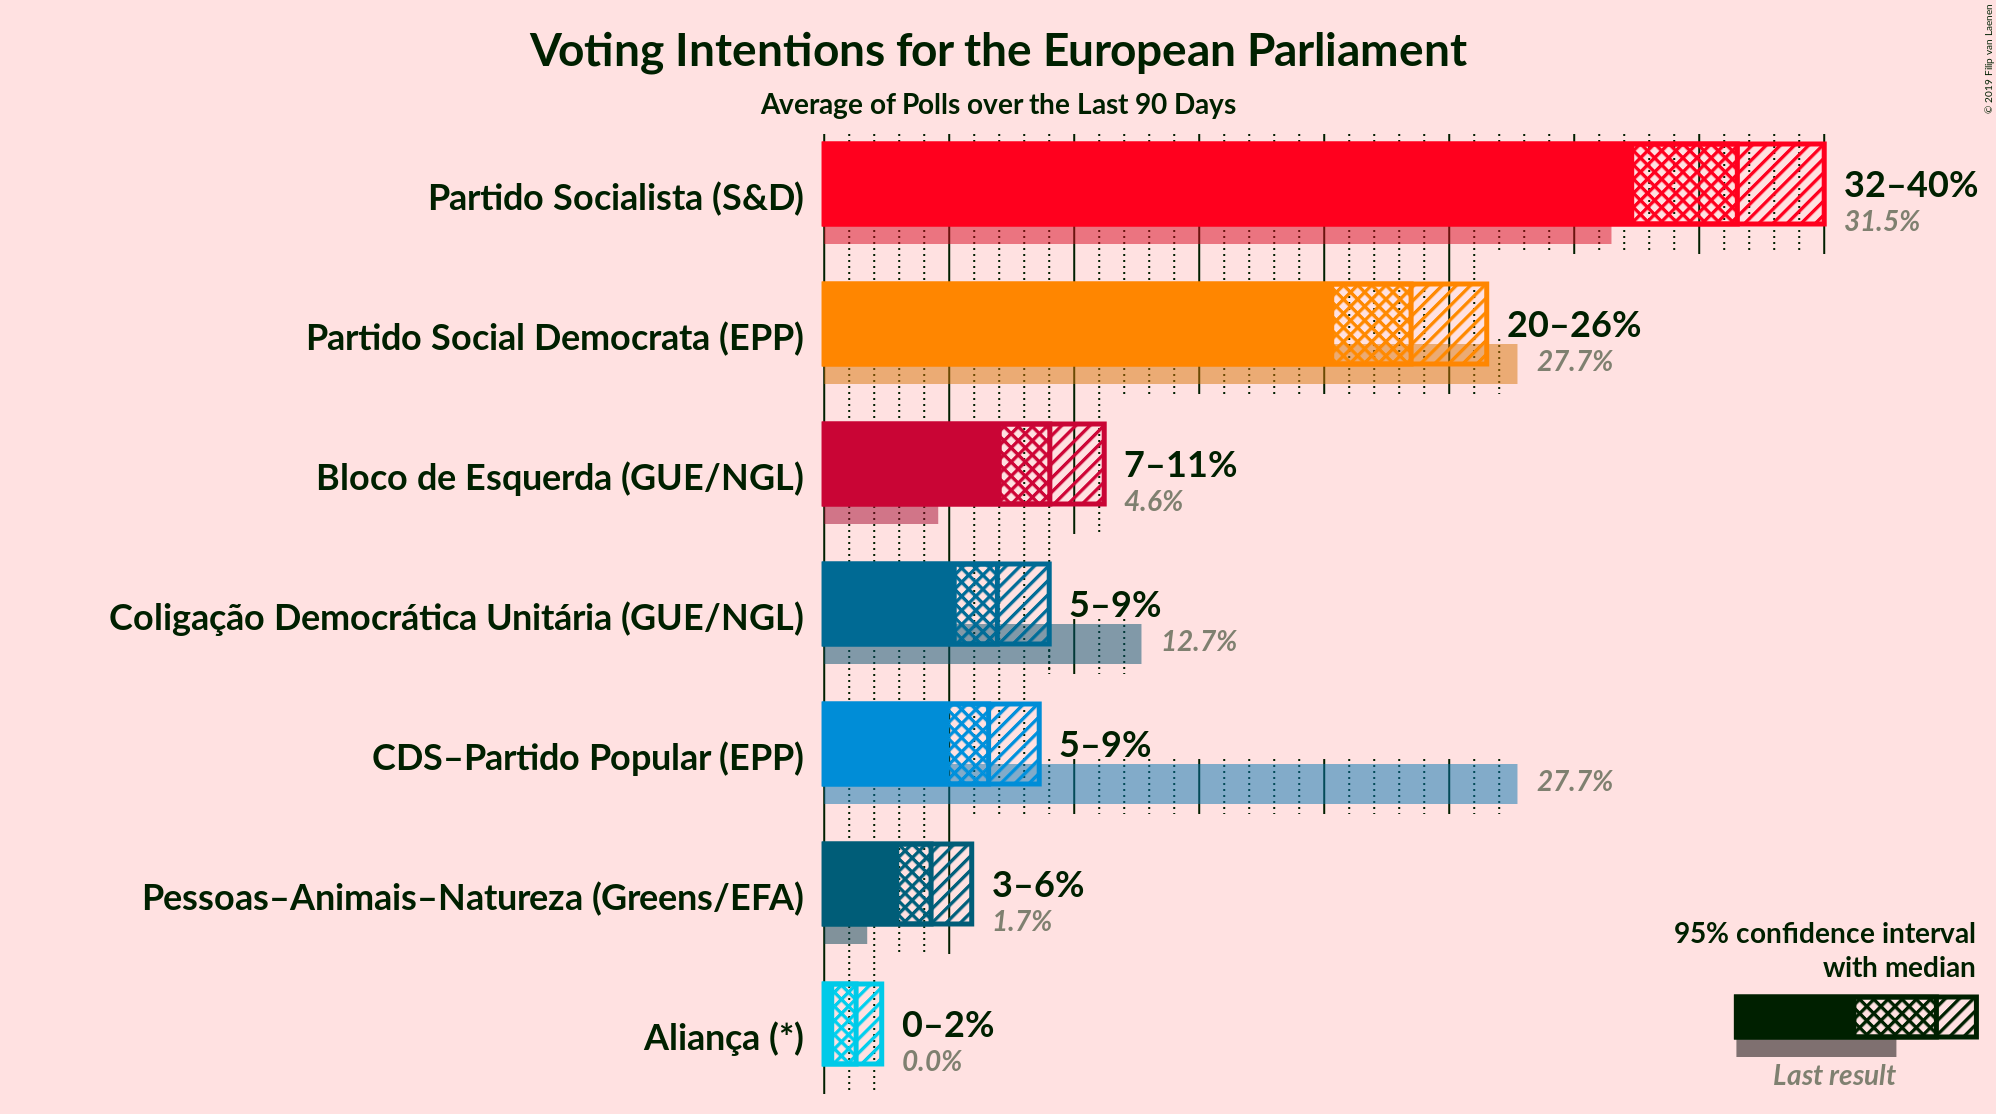 Voting Intentions for the European Parliament
Average of Polls over the Last 90 Days
© 2019 Filip van Laenen
Partido Socialista (S&D)
32–40%
31.5%
Partido Social Democrata (EPP)
20–26%
27.7%
Bloco de Esquerda (GUE/NGL)
7–11%
4.6%
Coligação Democrática Unitária (GUE/NGL)
5–9%
12.7%
CDS–Partido Popular (EPP)
5–9%
27.7%
Pessoas–Animais–Natureza (Greens/EFA)
3–6%
1.7%
Aliança (*)
0–2%
0.0%
95% confidence interval
with median
Last result